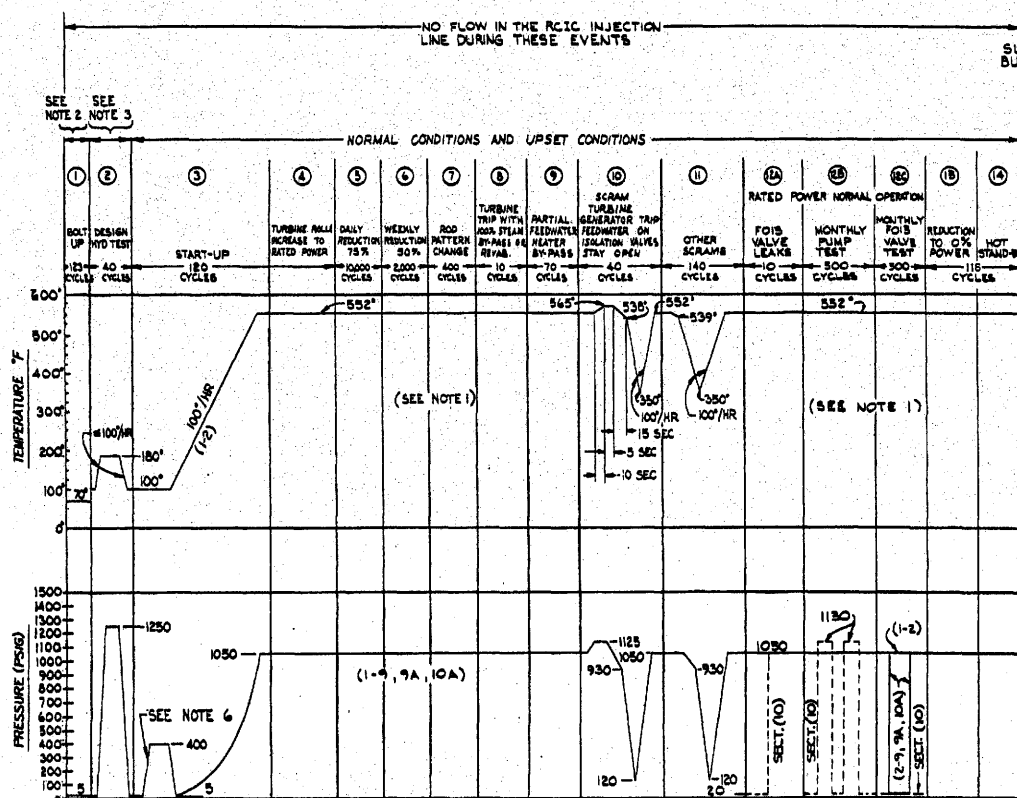 NO FLOW IN THE RCIC INJECTION
LINE DURING THESE EVENTS
SEE
NOTE 2
SEE
NOTE 3
NORMAL CONDITIONS AND UPSET CONDITIONS
1
2
3
4
5
6
7
8
9
10
11
12A
12B
12C
13
14
RATED POWER NORMAL OPERATION
BOLT
UP
123
CYCLES
DESIGN
HYD TEST
40
CYCLES
START-UP
120
CYCLES
TURBINE ROLL
INCREASE TO
RATED POWER
DAILY
REDUCTION
75%
10,000
CYCLES
WEEKLY
REDUCTION
50%
2,000
CYCLES
ROD
PATTERN
CHANGE
400
CYCLES
TURBINE
TRIP WITH
100% STEAM
BY-PASS OR
REVAB.
10
CYCLES
PARTIAL
FEEDWATER
HEATER
BY-PASS
70
CYCLES
SCRAM
TURBINE
GENERATOR TRIP
FEEDWATER ON
ISOLATION VALVES
STAY OPEN
40
CYCLES
OTHER
SCRAMS
140
CYCLES
FOIS
VALVE
LEAKS
10
CYCLES
MONTHLY
PUMP
TEST
500
CYCLES
MONTHLY
FOIS
VALVE
TEST
500
CYCLES
REDUCTION
TO 0%
POWER
HOT
STAND-B
116
CYCLES
TEMPERATURE °F
600°
500°
400°
300°
200°
100°
0°
70°
≤100°/HR
180°
100°
100°/HR
(1-2)
552°
(SEE NOTE 1)
565°
538°
552°
350°
100°/HR
15 SEC
5 SEC
10 SEC
539°
350°
100°/HR
552°
(SEE NOTE 1)
PRESSURE (PSIG)
1500
1400
1300
1200
1100
1000
900
800
700
600
500
400
300
200
100
0
5
1250
SEE NOTE 6
400
5
1050
(1-9, 9A, 10A)
1125
1050
930
120
930
120
1050
20
SECT. (10)
SECT. (10)
1130
(1-2)
(2-9, 9A, 10A)
SECT. (10)